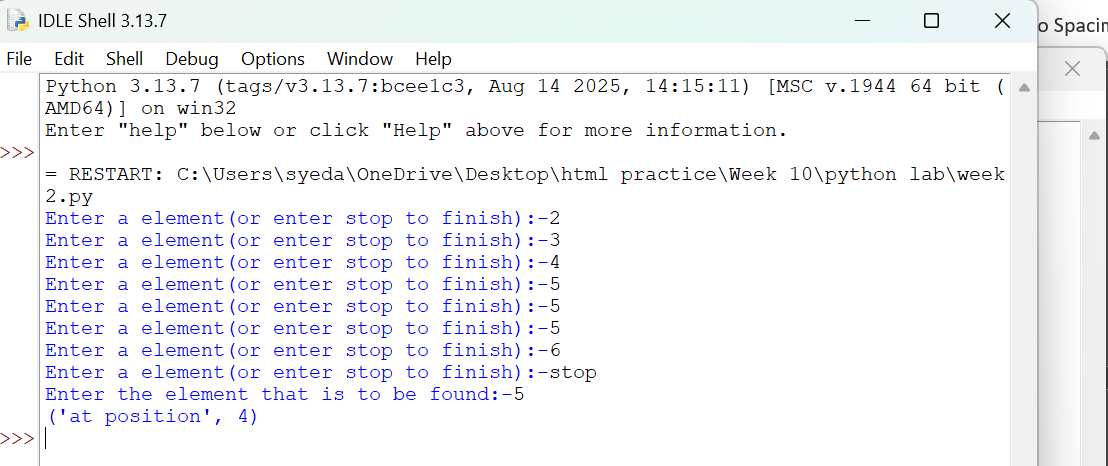 IDLE Shell 3.13.7
o Spacin
File Edit Shell Debug Options Window Help
Python 3.13.7 (tags/v3.13.7:bcee1c3, Aug 14 2025, 14:15:11) [MSC v.1944 64 bit (
AMD64)] on win32
Enter "help" below or click "Help" above for more information.
>>>
= RESTART: C:\Users\syeda\OneDrive\Desktop\html practice\Week 10\python lab\week
2.py
Enter a element(or enter stop to finish):-2
Enter a element(or enter stop to finish):-3
Enter a element(or enter stop to finish):-4
Enter a element(or enter stop to finish):-5
Enter a element(or enter stop to finish):-5
Enter a element(or enter stop to finish):-5
Enter a element(or enter stop to finish):-6
Enter a element(or enter stop to finish):-stop
Enter the element that is to be found:-5
('at position', 4)
>>>